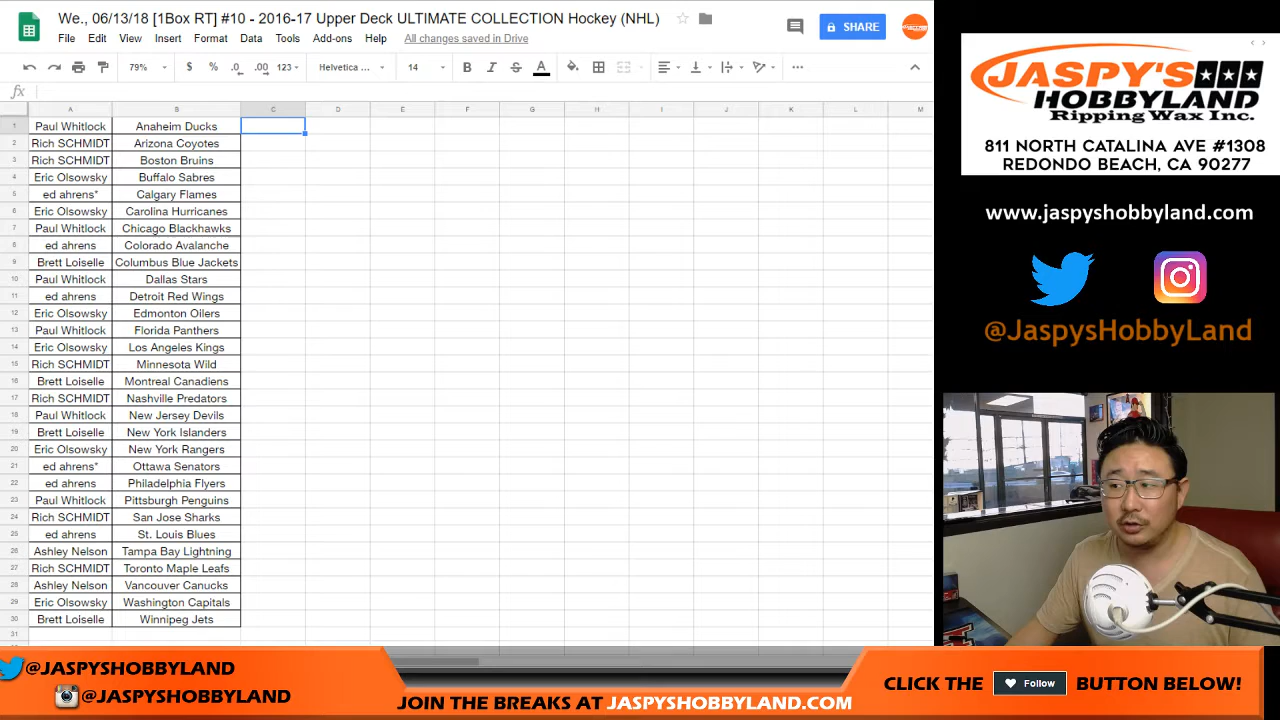 We., 06/13/18 [1Box RT] #10 - 2016-17 Upper Deck ULTIMATE COLLECTION Hockey (NHL)
File Edit View Insert Format Data Tools Add-ons Help All changes saved in Drive
SHARE
79% $ % .0 .00 123 Helvetica ... 14 B I S A
fx
A B C D E F G H I J K L M
1 Paul Whitlock Anaheim Ducks
2 Rich SCHMIDT Arizona Coyotes
3 Rich SCHMIDT Boston Bruins
4 Eric Olsowsky Buffalo Sabres
5 ed ahrens* Calgary Flames
6 Eric Olsowsky Carolina Hurricanes
7 Paul Whitlock Chicago Blackhawks
8 ed ahrens Colorado Avalanche
9 Brett Loiselle Columbus Blue Jackets
10 Paul Whitlock Dallas Stars
11 ed ahrens Detroit Red Wings
12 Eric Olsowsky Edmonton Oilers
13 Paul Whitlock Florida Panthers
14 Eric Olsowsky Los Angeles Kings
15 Rich SCHMIDT Minnesota Wild
16 Brett Loiselle Montreal Canadiens
17 Rich SCHMIDT Nashville Predators
18 Paul Whitlock New Jersey Devils
19 Brett Loiselle New York Islanders
20 Eric Olsowsky New York Rangers
21 ed ahrens* Ottawa Senators
22 ed ahrens Philadelphia Flyers
23 Paul Whitlock Pittsburgh Penguins
24 Rich SCHMIDT San Jose Sharks
25 ed ahrens St. Louis Blues
26 Ashley Nelson Tampa Bay Lightning
27 Rich SCHMIDT Toronto Maple Leafs
28 Ashley Nelson Vancouver Canucks
29 Eric Olsowsky Washington Capitals
30 Brett Loiselle Winnipeg Jets
31
JASPY'S
HOBBYLAND
Ripping Wax Inc.
811 NORTH CATALINA AVE #1308
REDONDO BEACH, CA 90277
www.jaspyshobbyland.com
@JaspysHobbyLand
@JASPYSHOBBYLAND
@JASPYSHOBBYLAND
JOIN THE BREAKS AT JASPYSHOBBYLAND.COM
CLICK THE Follow BUTTON BELOW!